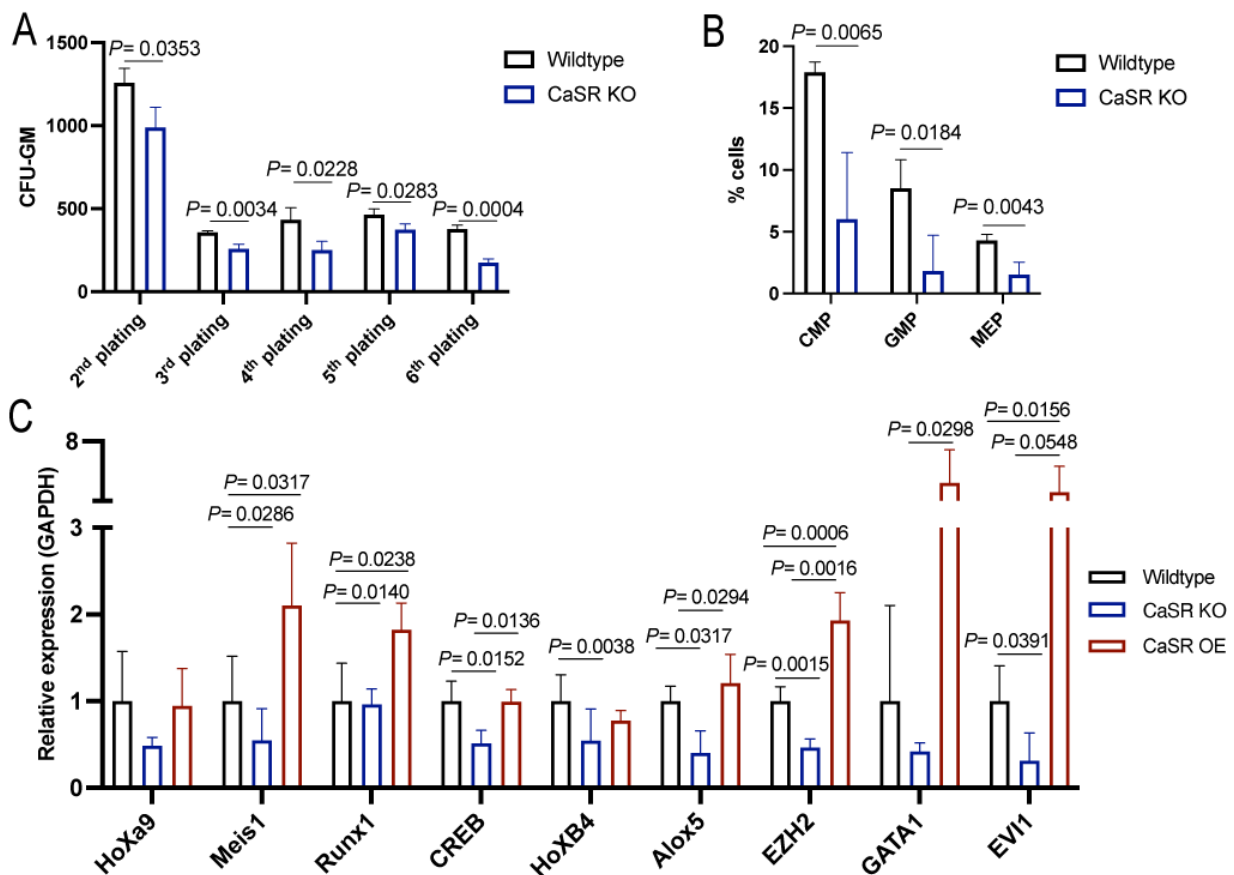 A
1500
1000
500
0
CFU-GM
P= 0.0353
P= 0.0034
P= 0.0228
P= 0.0283
P= 0.0004
Wildtype
CaSR KO
2nd plating
3rd plating
4th plating
5th plating
6th plating
B
20
15
10
5
0
% cells
P= 0.0065
P= 0.0184
P= 0.0043
Wildtype
CaSR KO
CMP
GMP
MEP
C
8
3
2
1
0
Relative expression (GAPDH)
P= 0.0317
P= 0.0286
P= 0.0238
P= 0.0140
P= 0.0136
P= 0.0152
P= 0.0038
P= 0.0294
P= 0.0317
P= 0.0006
P= 0.0016
P= 0.0015
P= 0.0298
P= 0.0156
P= 0.0548
P= 0.0391
Wildtype
CaSR KO
CaSR OE
HoXa9
Meis1
Runx1
CREB
HoXB4
Alox5
EZH2
GATA1
EVI1